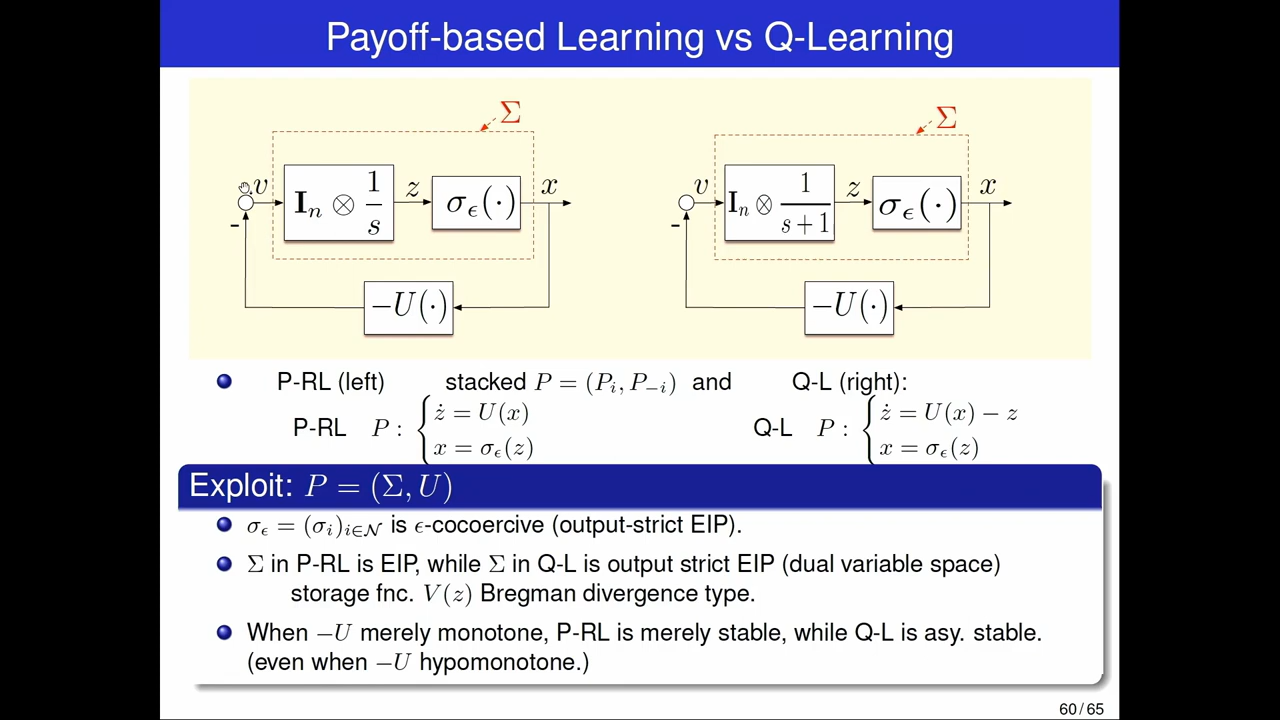 Payoff-based Learning vs Q-Learning
Σ
v
I_n ⊗ 1/s
z
σ_ϵ(·)
x
-
−U(·)
Σ
v
I_n ⊗ 1/(s+1)
z
σ_ϵ(·)
x
-
−U(·)
P-RL (left) stacked P = (P_i, P_{−i}) and Q-L (right):
P-RL P : { ż = U(x)
x = σ_ϵ(z)
Q-L P : { ż = U(x) − z
x = σ_ϵ(z)
Exploit: P = (Σ, U)
σ_ϵ = (σ_i)_{i∈𝒩} is ϵ-cocoercive (output-strict EIP).
Σ in P-RL is EIP, while Σ in Q-L is output strict EIP (dual variable space)
storage fnc. V(z) Bregman divergence type.
When −U merely monotone, P-RL is merely stable, while Q-L is asy. stable.
(even when −U hypomonotone.)
60 / 65